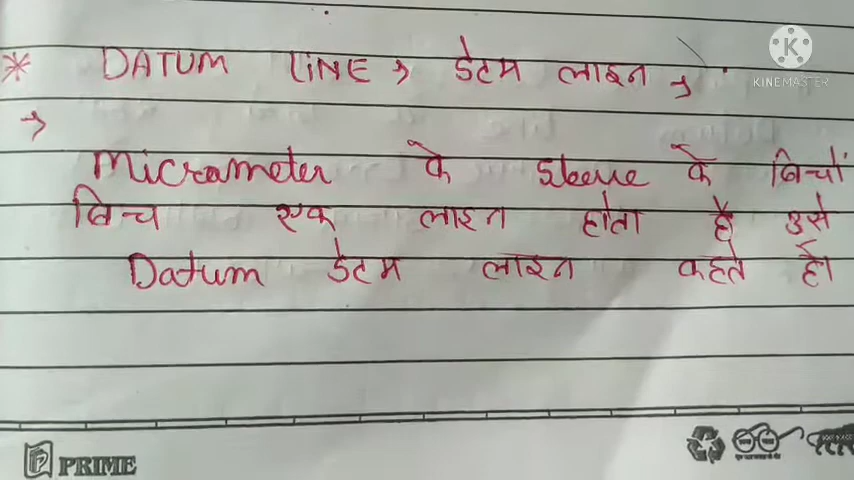 KINEMASTER
* DATUM LINE → डेटम लाइन →
→
Micrometer के Sleeve के बिचों
बिच एक लाइन होता है उसे
Datum डेटम लाइन कहते है।
PRIME